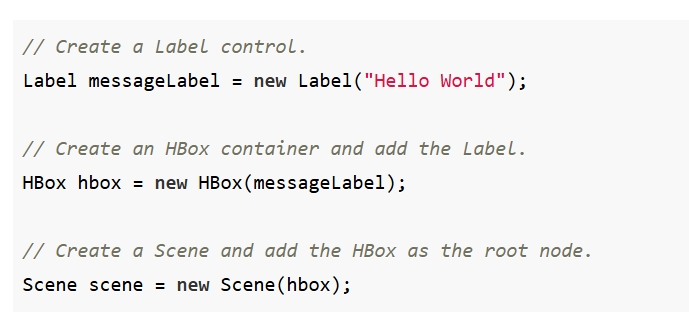 // Create a Label control.
Label messageLabel = new Label("Hello World");
// Create an HBox container and add the Label.
HBox hbox = new HBox(messageLabel);
// Create a Scene and add the HBox as the root node.
Scene scene = new Scene(hbox);